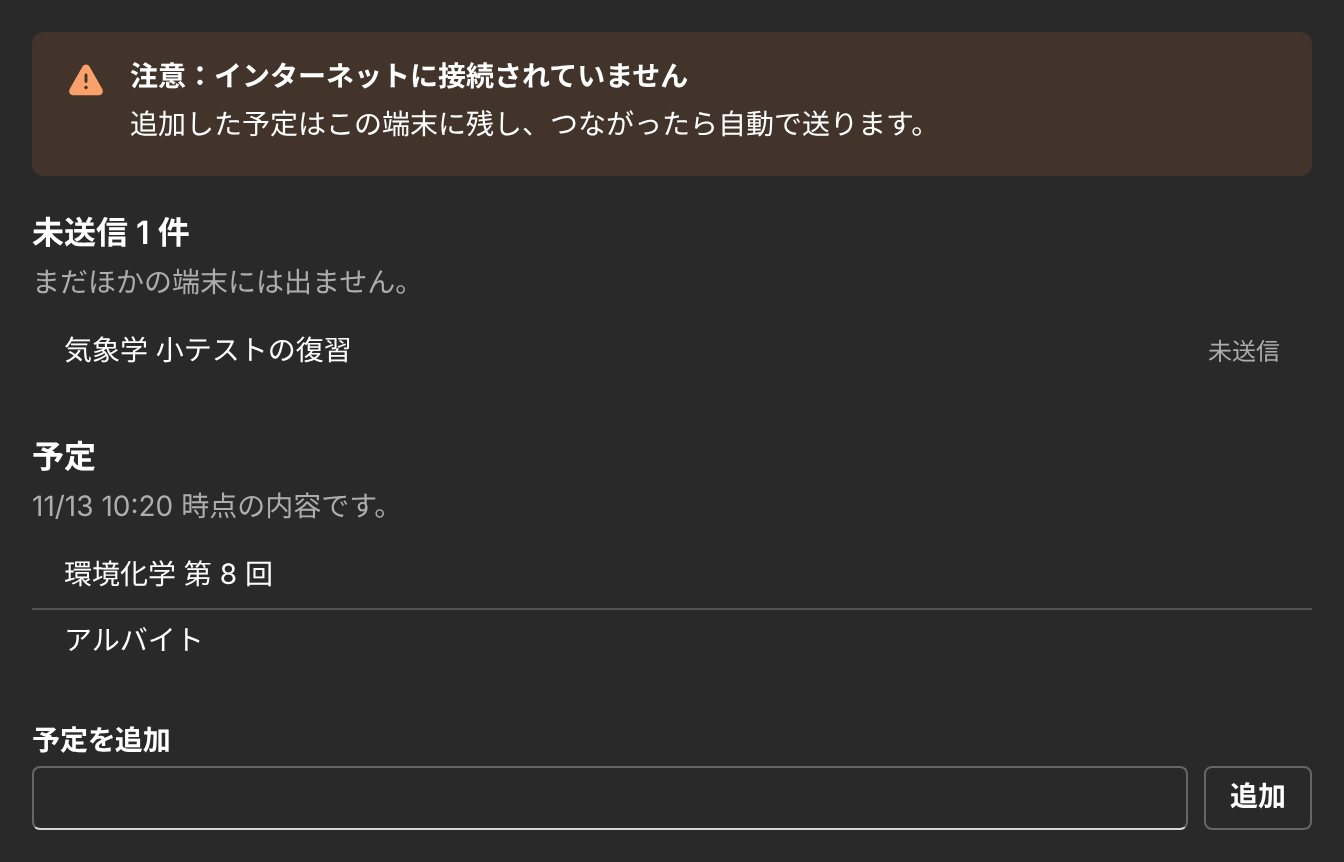 注意：インターネットに接続されていません
追加した予定はこの端末に残し、つながったら自動で送ります。
未送信 1 件
まだほかの端末には出ません。
気象学 小テストの復習
未送信
予定
11/13 10:20 時点の内容です。
環境化学 第 8 回
アルバイト
予定を追加
追加